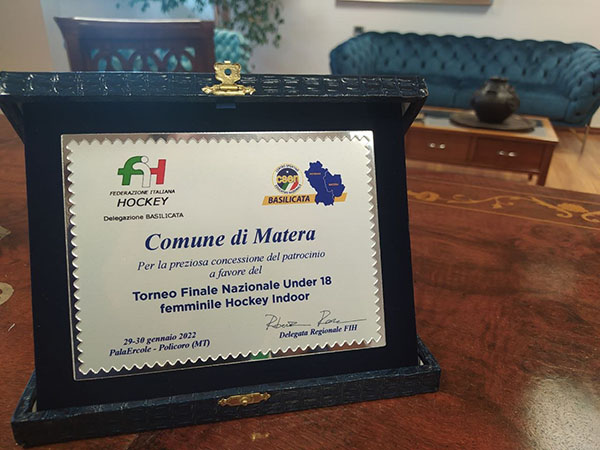 FIH
FEDERAZIONE ITALIANA
HOCKEY
Delegazione BASILICATA
BASILICATA
Comune di Matera
Per la preziosa concessione del patrocinio
a favore del
Torneo Finale Nazionale Under 18
femminile Hockey Indoor
29-30 gennaio 2022
PalaErcole - Policoro (MT)
Delegata Regionale FIH